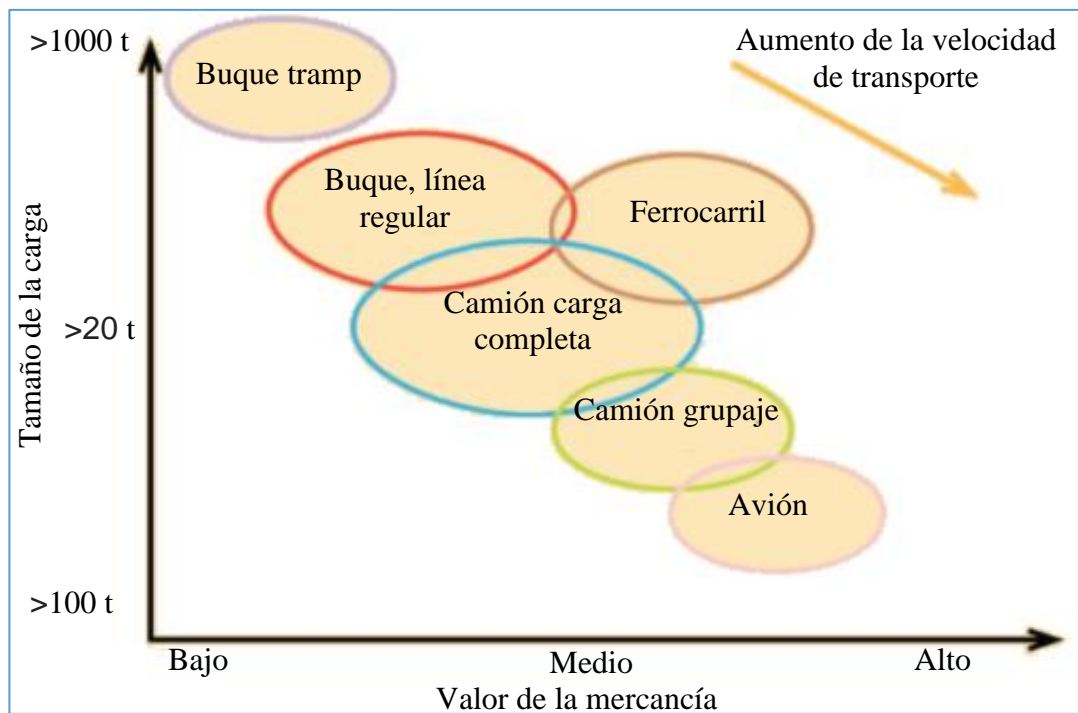 >1000 t
Aumento de la velocidad
de transporte
Buque tramp
Buque, línea
regular
Ferrocarril
Tamaño de la carga
Camión carga
completa
>20 t
Camión grupaje
Avión
>100 t
Bajo
Medio
Alto
Valor de la mercancía